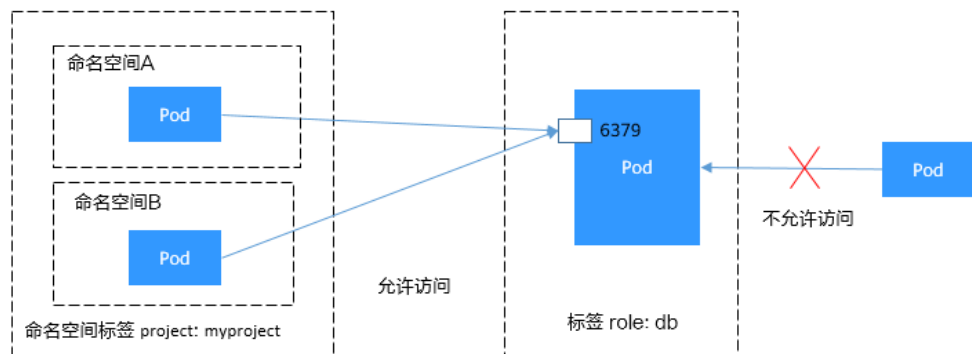 命名空间A
Pod
命名空间B
Pod
命名空间标签 project: myproject
允许访问
6379
Pod
标签 role: db
Pod
不允许访问